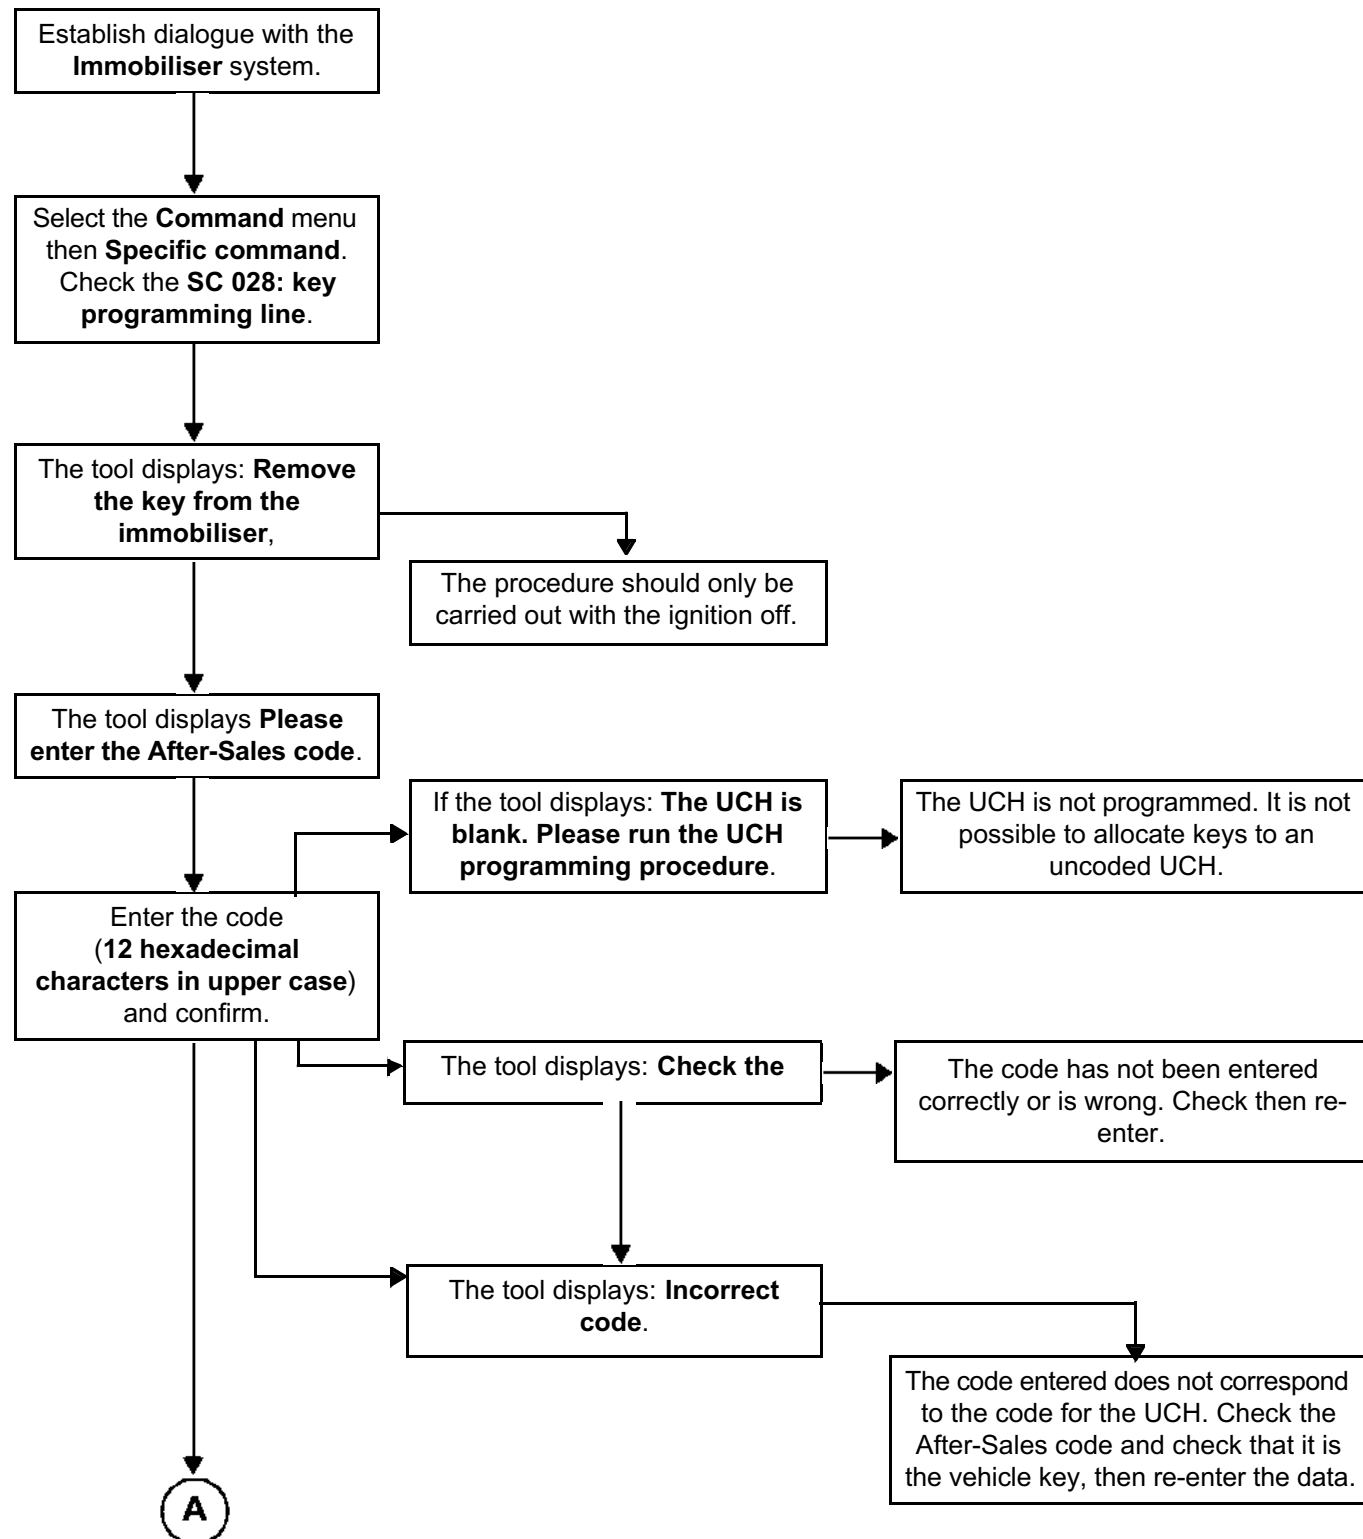 Establish dialogue with the
Immobiliser system.
Select the Command menu
then Specific command.
Check the SC 028: key
programming line.
The tool displays: Remove
the key from the
immobiliser,
The procedure should only be
carried out with the ignition off.
The tool displays Please
enter the After-Sales code.
If the tool displays: The UCH is
blank. Please run the UCH
programming procedure.
The UCH is not programmed. It is not
possible to allocate keys to an
uncoded UCH.
Enter the code
(12 hexadecimal
characters in upper case)
and confirm.
The tool displays: Check the
The code has not been entered
correctly or is wrong. Check then re-
enter.
The tool displays: Incorrect
code.
The code entered does not correspond
to the code for the UCH. Check the
After-Sales code and check that it is
the vehicle key, then re-enter the data.
A